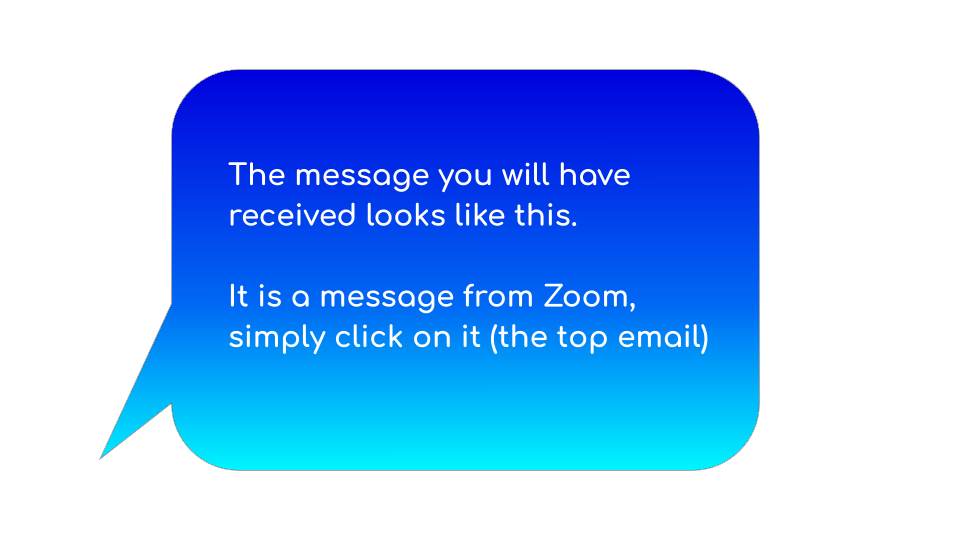 The message you will have
received looks like this.
It is a message from Zoom,
simply click on it (the top email)